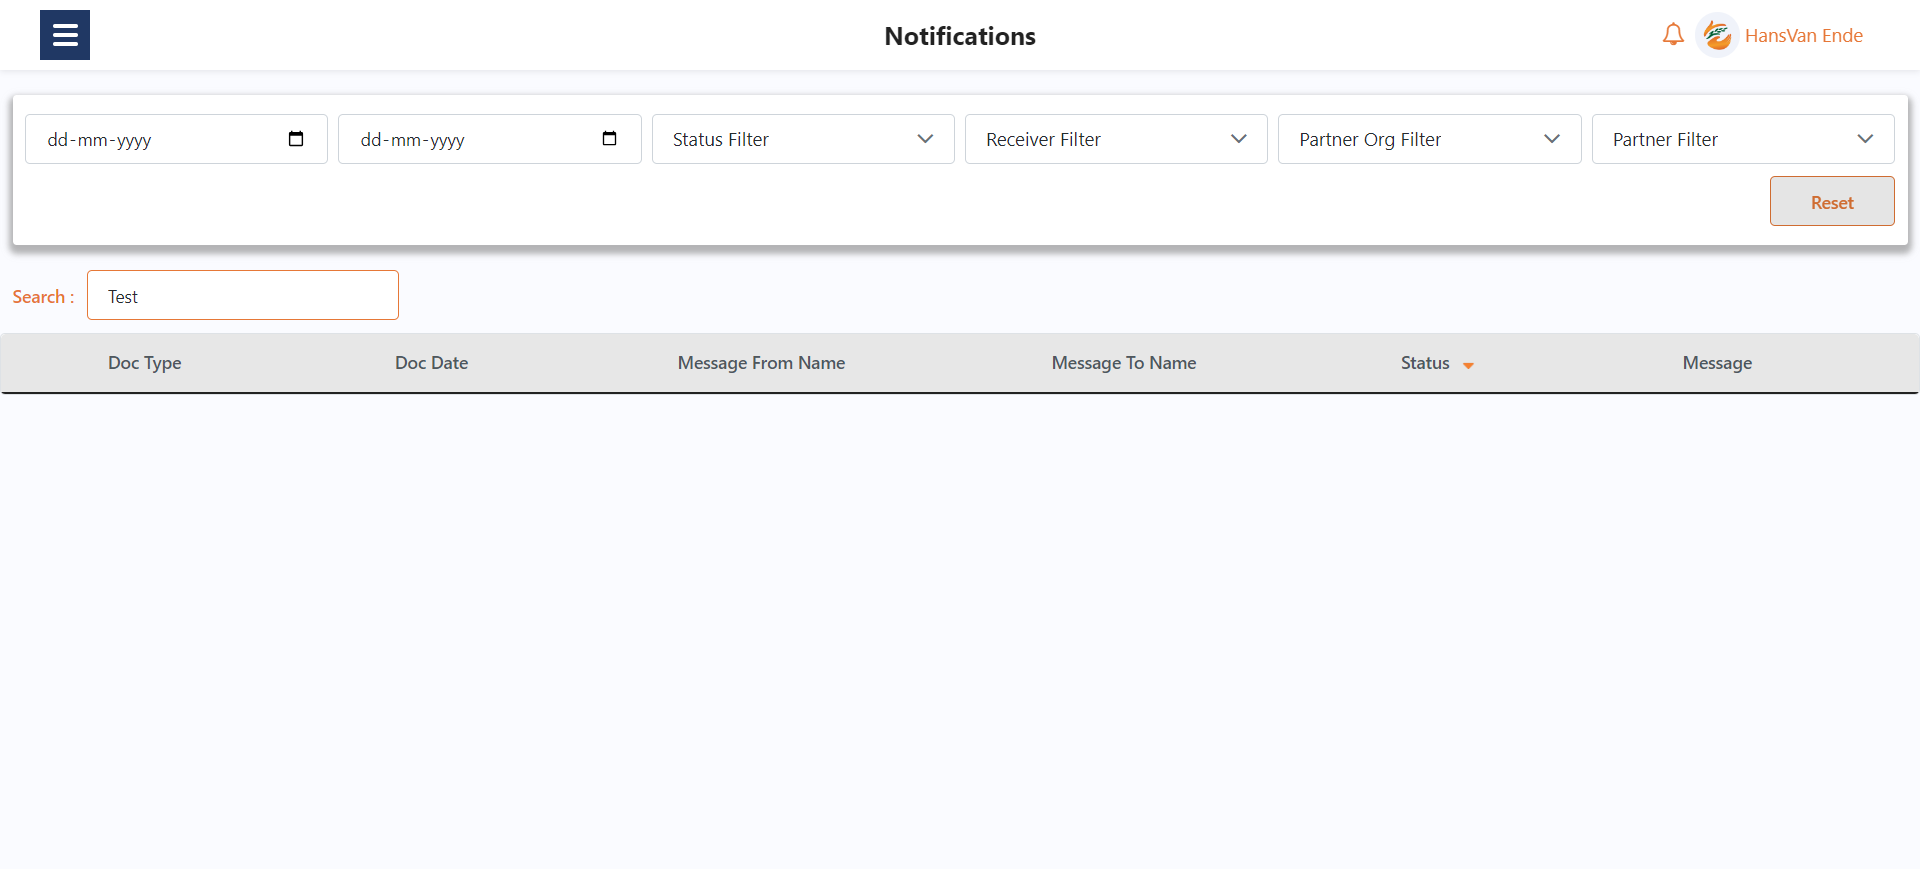 Notifications
HansVan Ende
dd-mm-yyyy dd-mm-yyyy Status Filter Receiver Filter Partner Org Filter Partner Filter
Reset
Search : Test
Doc Type Doc Date Message From Name Message To Name Status Message